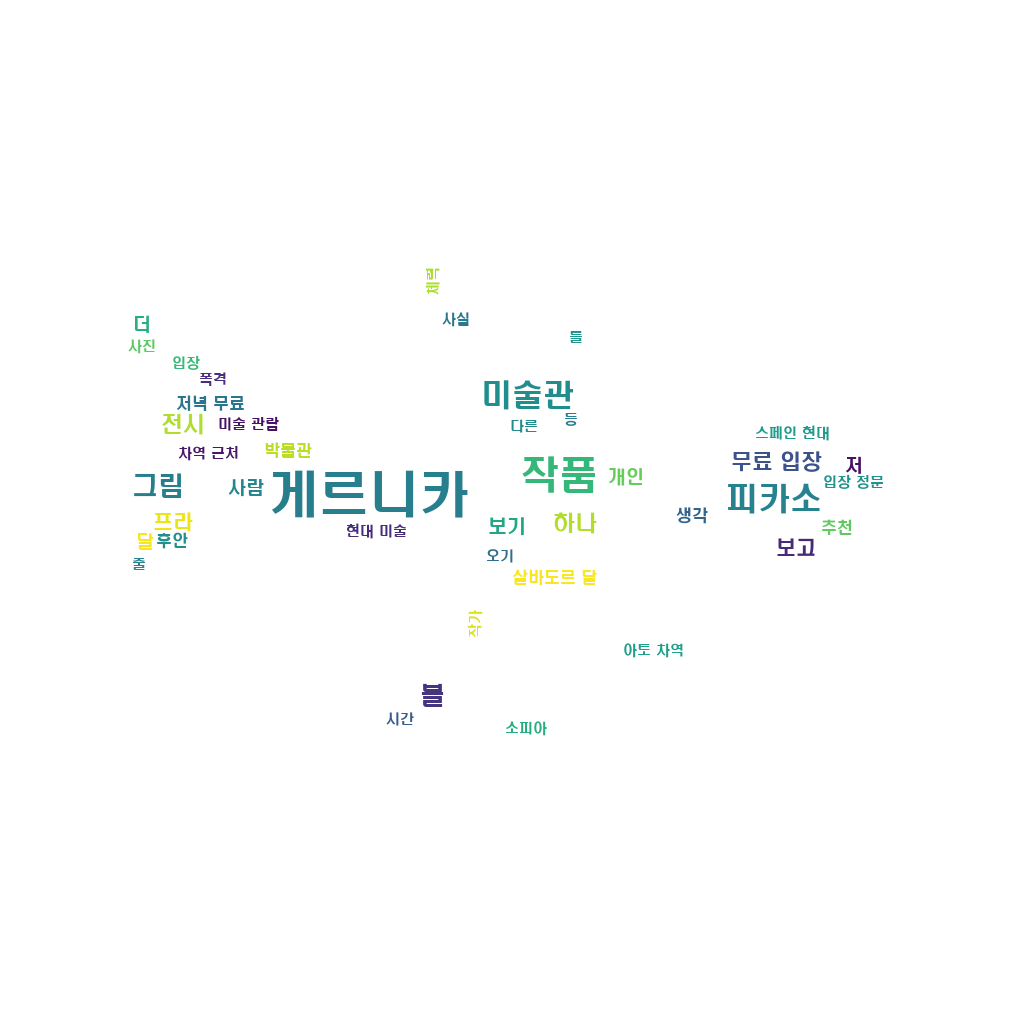 체력
사실
더
들
사진
입장
폭격
미술관
저녁 무료
등
전시
미술 관람
다른
스페인 현대
박물관
차역 근처
무료 입장
저
작품
개인
입장 정문
그림
사람
게르니카
피카소
생각
프라
하나
보기
추천
현대 미술
달
후안
보고
오기
줄
살바도르 달
작가
아토 차역
블
시간
소피아